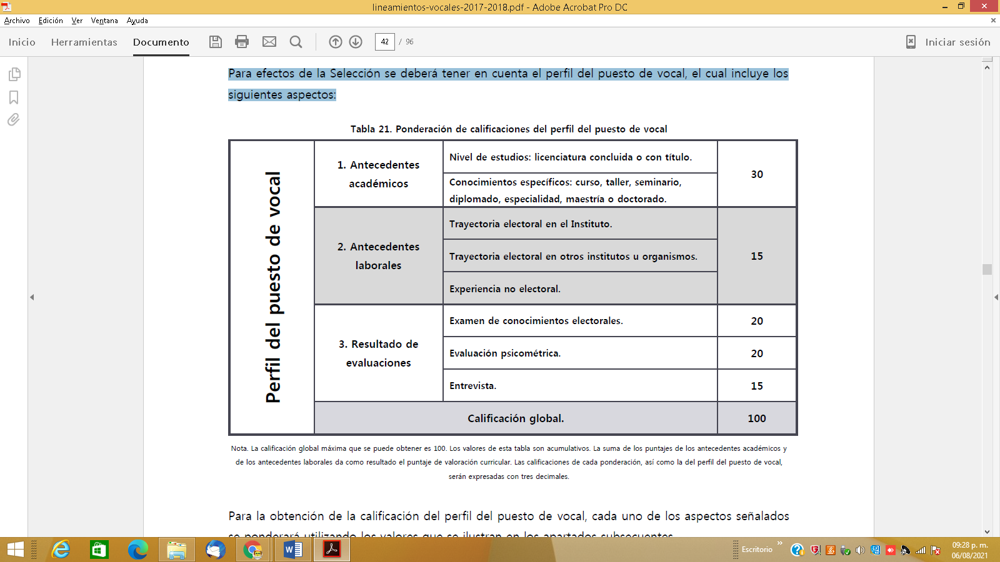 lineamientos-vocales-2017-2018.pdf - Adobe Acrobat Pro DC
Archivo Edición Ver Ventana Ayuda
Inicio Herramientas Documento 42 / 96 Iniciar sesión
Para efectos de la Selección se deberá tener en cuenta el perfil del puesto de vocal, el cual incluye los
siguientes aspectos:
Tabla 21. Ponderación de calificaciones del perfil del puesto de vocal
Perfil del puesto de vocal
1. Antecedentes
académicos
Nivel de estudios: licenciatura concluida o con título.
Conocimientos específicos: curso, taller, seminario,
diplomado, especialidad, maestría o doctorado.
30
2. Antecedentes
laborales
Trayectoria electoral en el Instituto.
Trayectoria electoral en otros institutos u organismos.
Experiencia no electoral.
15
3. Resultado de
evaluaciones
Examen de conocimientos electorales. 20
Evaluación psicométrica. 20
Entrevista. 15
Calificación global. 100
Nota. La calificación global máxima que se puede obtener es 100. Los valores de esta tabla son acumulativos. La suma de los puntajes de los antecedentes académicos y
de los antecedentes laborales da como resultado el puntaje de valoración curricular. Las calificaciones de cada ponderación, así como la del perfil del puesto de vocal,
serán expresadas con tres decimales.
Para la obtención de la calificación del perfil del puesto de vocal, cada uno de los aspectos señalados
se ponderará utilizando los valores que se ilustran en los apartados subsecuentes
Escritorio
09:28 p. m.
06/08/2021